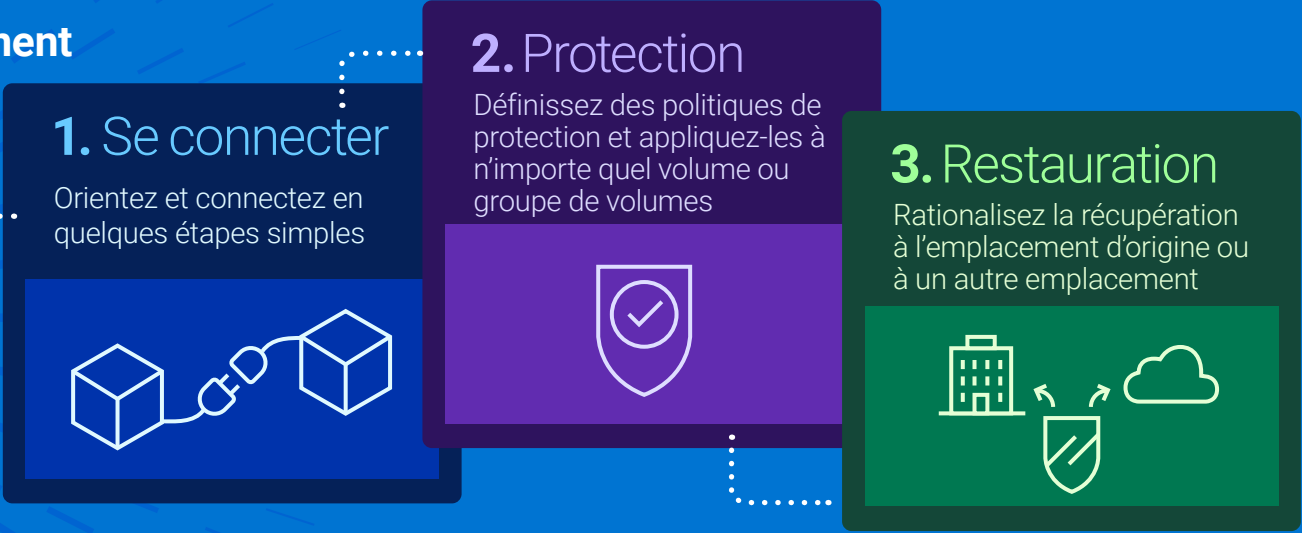 1. Se connecter
Orientez et connectez en
quelques étapes simples
2. Protection
Définissez des politiques de
protection et appliquez-les à
n’importe quel volume ou
groupe de volumes
3. Restauration
Rationalisez la récupération
à l’emplacement d’origine ou
à un autre emplacement